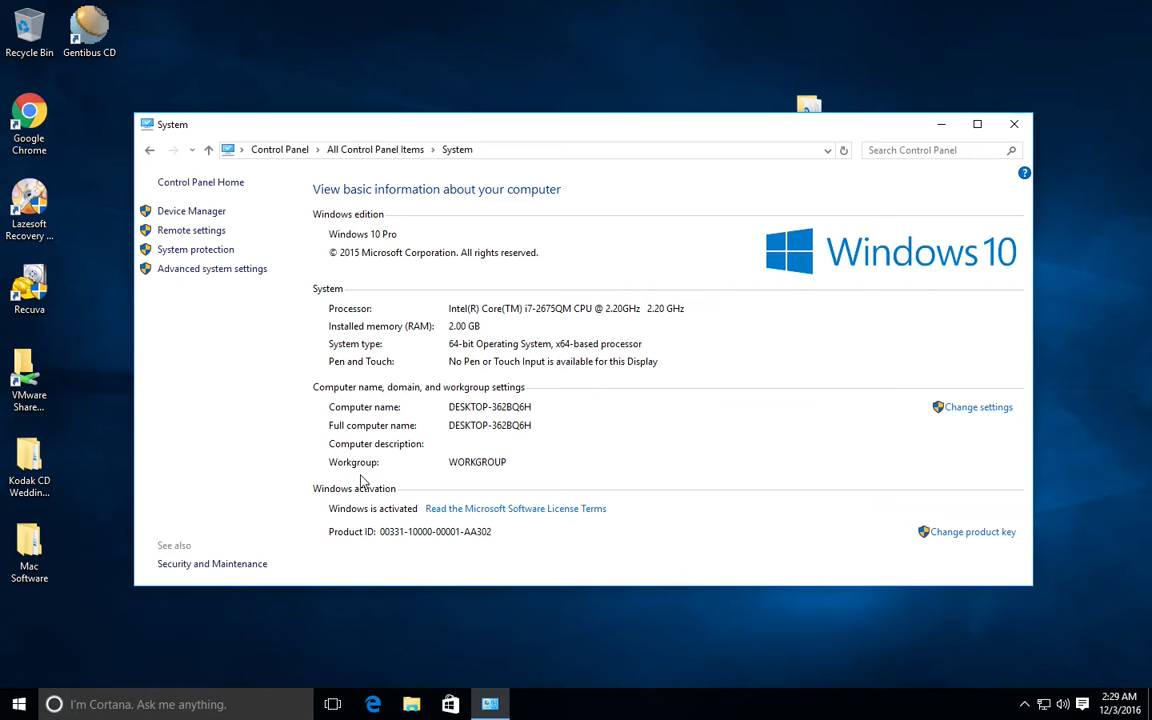 Recycle Bin
Gentibus CD
Google
Chrome
Lazesoft
Recovery ...
Recuva
VMware
Share...
Kodak CD
Weddin...
Mac
Software
System
Control Panel
All Control Panel Items
System
Search Control Panel
Control Panel Home
Device Manager
Remote settings
System protection
Advanced system settings
See also
Security and Maintenance
View basic information about your computer
Windows edition
Windows 10 Pro
© 2015 Microsoft Corporation. All rights reserved.
Windows 10
System
Processor: Intel(R) Core(TM) i7-2675QM CPU @ 2.20GHz 2.20 GHz
Installed memory (RAM): 2.00 GB
System type: 64-bit Operating System, x64-based processor
Pen and Touch: No Pen or Touch Input is available for this Display
Computer name, domain, and workgroup settings
Computer name: DESKTOP-362BQ6H
Change settings
Full computer name: DESKTOP-362BQ6H
Computer description:
Workgroup: WORKGROUP
Windows activation
Windows is activated Read the Microsoft Software License Terms
Product ID: 00331-10000-00001-AA302
Change product key
I'm Cortana. Ask me anything.
2:29 AM
12/3/2016